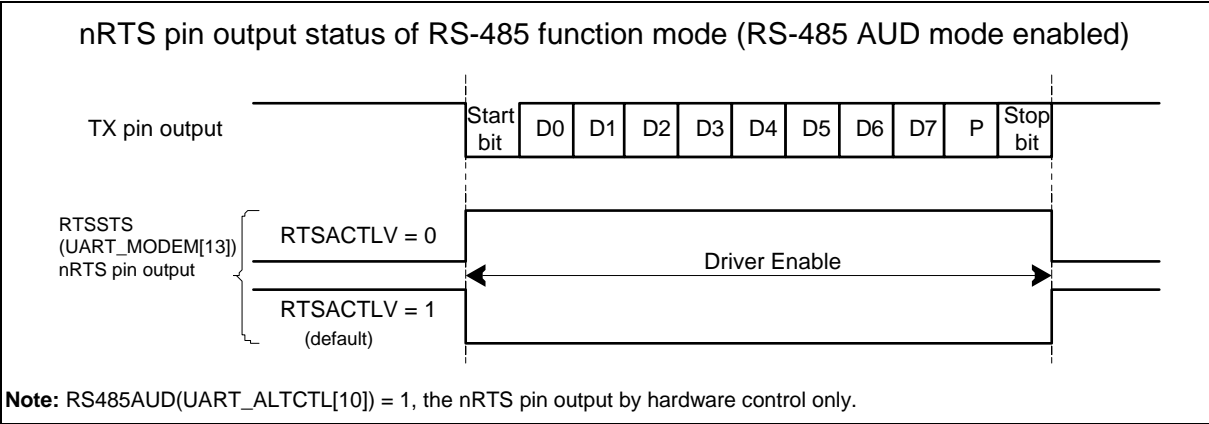 nRTS pin output status of RS-485 function mode (RS-485 AUD mode enabled)
TX pin output
Start bit D0 D1 D2 D3 D4 D5 D6 D7 P Stop bit
RTSSTS
(UART_MODEM[13])
nRTS pin output
RTSACTLV = 0
Driver Enable
RTSACTLV = 1
(default)
Note: RS485AUD(UART_ALTCTL[10]) = 1, the nRTS pin output by hardware control only.